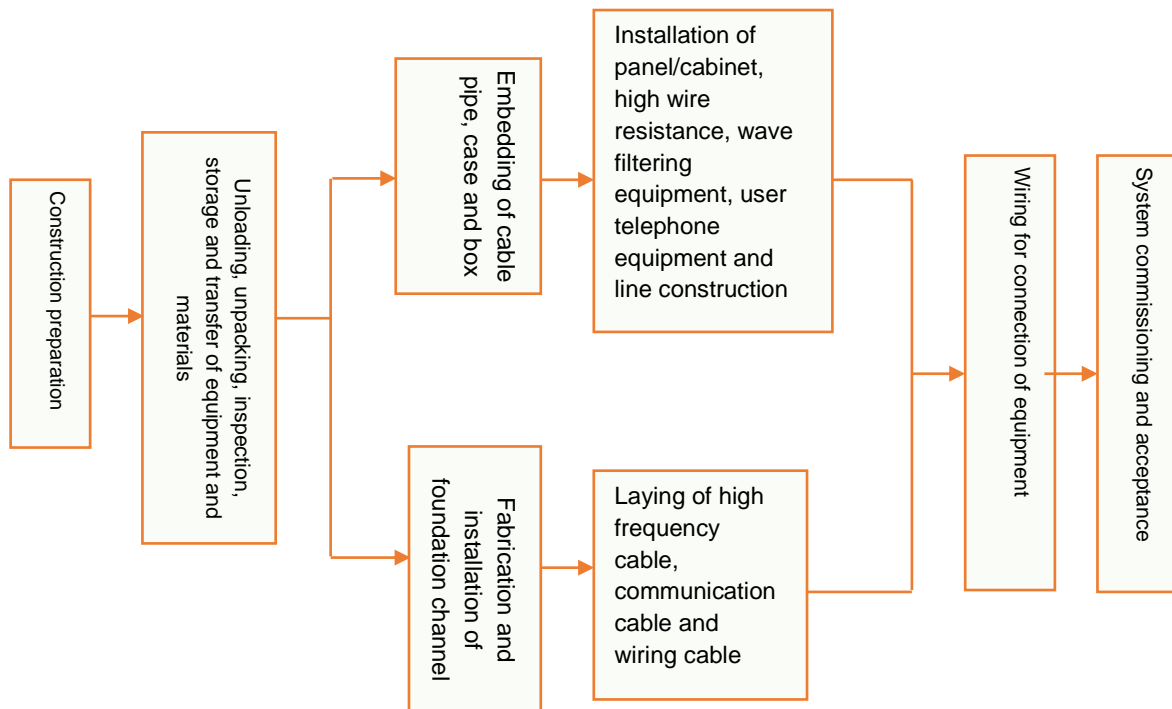 Construction preparation
Unloading, unpacking, inspection,
storage and transfer of equipment and
materials
Embedding of cable
pipe, case and box
Installation of
panel/cabinet,
high wire
resistance, wave
filtering
equipment, user
telephone
equipment and
line construction
Fabrication and
installation of
foundation channel
Laying of high
frequency
cable,
communication
cable and
wiring cable
Wiring for connection of equipment
System commissioning and acceptance